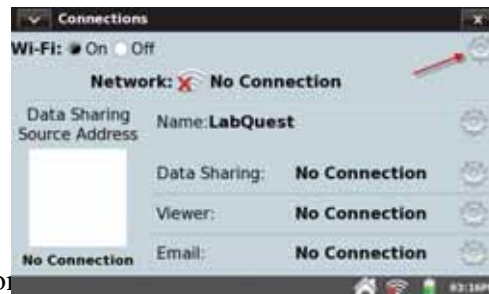 Connections
Wi-Fi: On Off
Network: No Connection
Data Sharing
Source Address
Name:LabQuest
Data Sharing: No Connection
Viewer: No Connection
Email: No Connection
No Connection